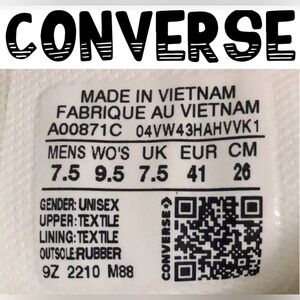 CONVERSE
MADE IN VIETNAM
FABRIQUE AU VIETNAM
A00871C 04VW43HAHVVK1
MENS WO'S UK EUR CM
7.5 9.5 7.5 41 26
GENDER: UNISEX
UPPER: TEXTILE
LINING: TEXTILE
OUTSOLE:RUBBER
9Z 2210 M88
CONVERSE